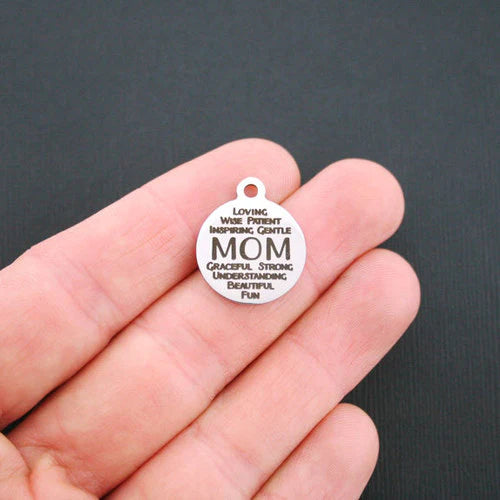 Loving
Wise Patient
Inspiring Gentle
MOM
Graceful Strong
Understanding
Beautiful
Fun